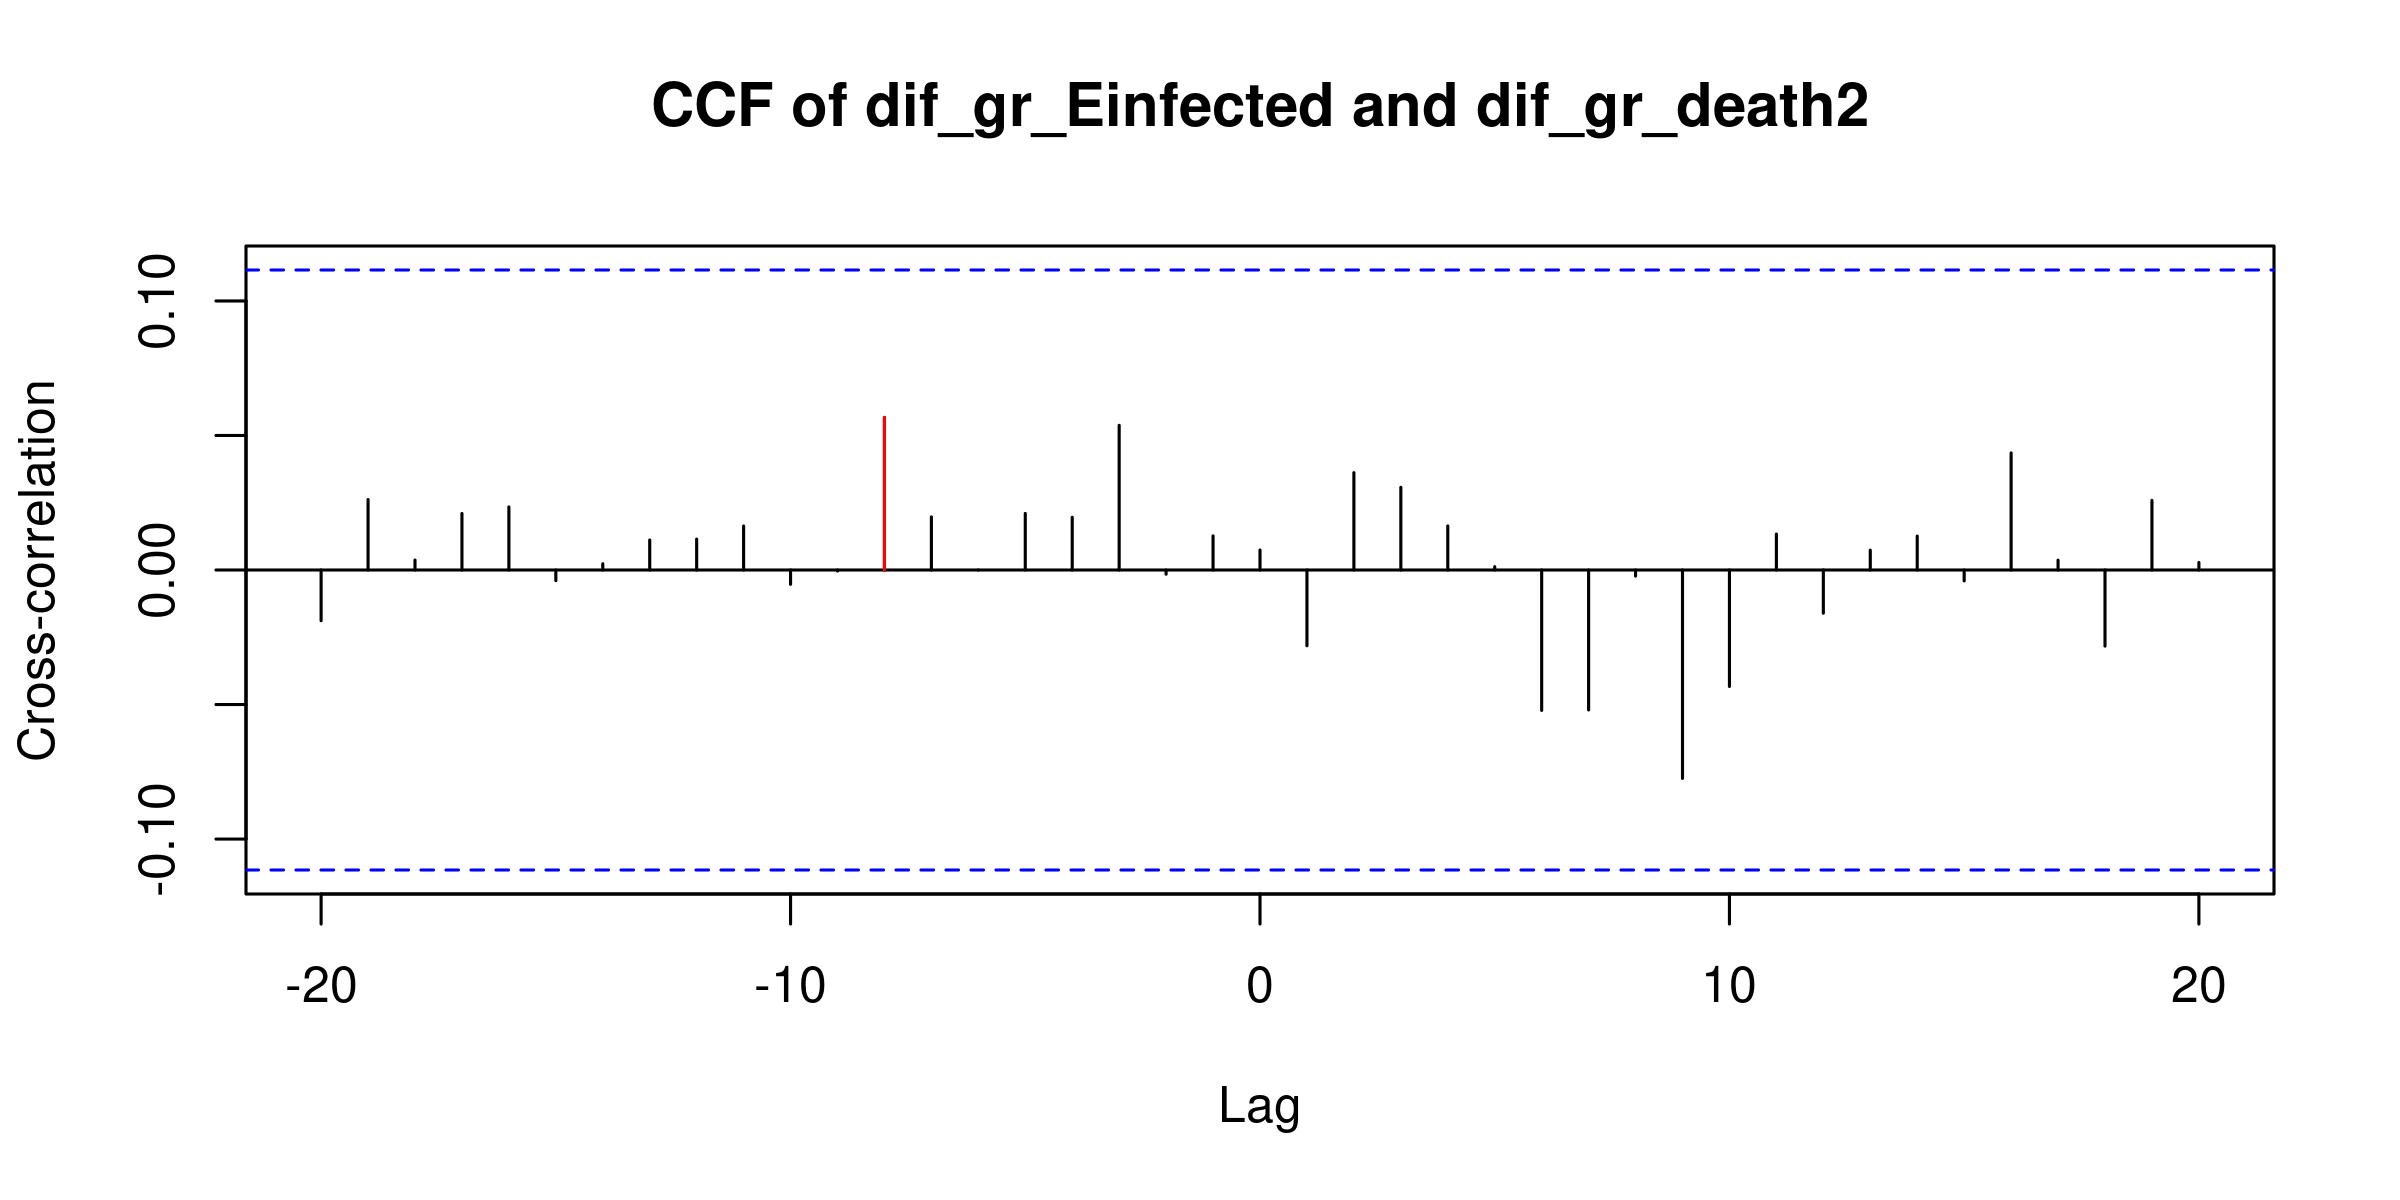 CCF of dif_gr_Einfected and dif_gr_death2
Cross-correlation
0.10
0.00
-0.10
-20 -10 0 10 20
Lag